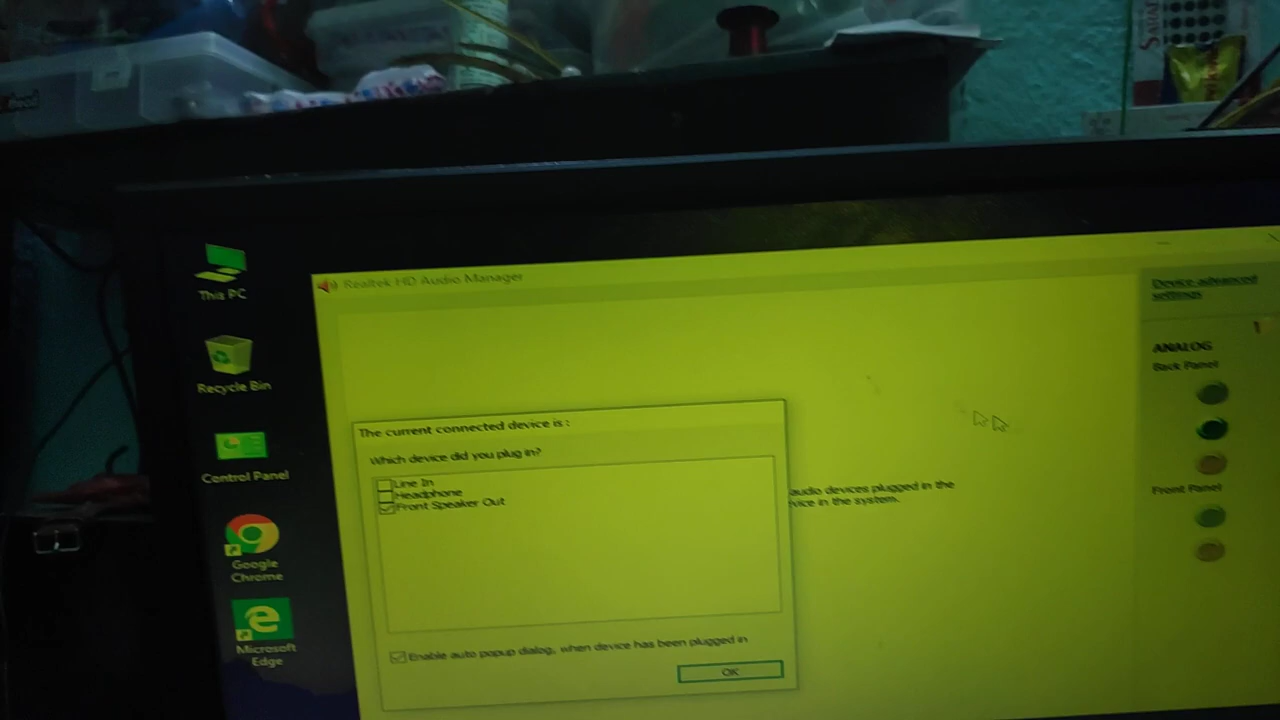 This PC
Recycle Bin
Control Panel
Google
Chrome
Microsoft
Edge
Realtek HD Audio Manager
The current connected device is :
Which device did you plug in?
Line In
Headphone
Front Speaker Out
Enable auto popup dialog, when device has been plugged in
OK
audio devices plugged in the
vice in the system.
Device advanced
settings
ANALOG
Back Panel
Front Panel